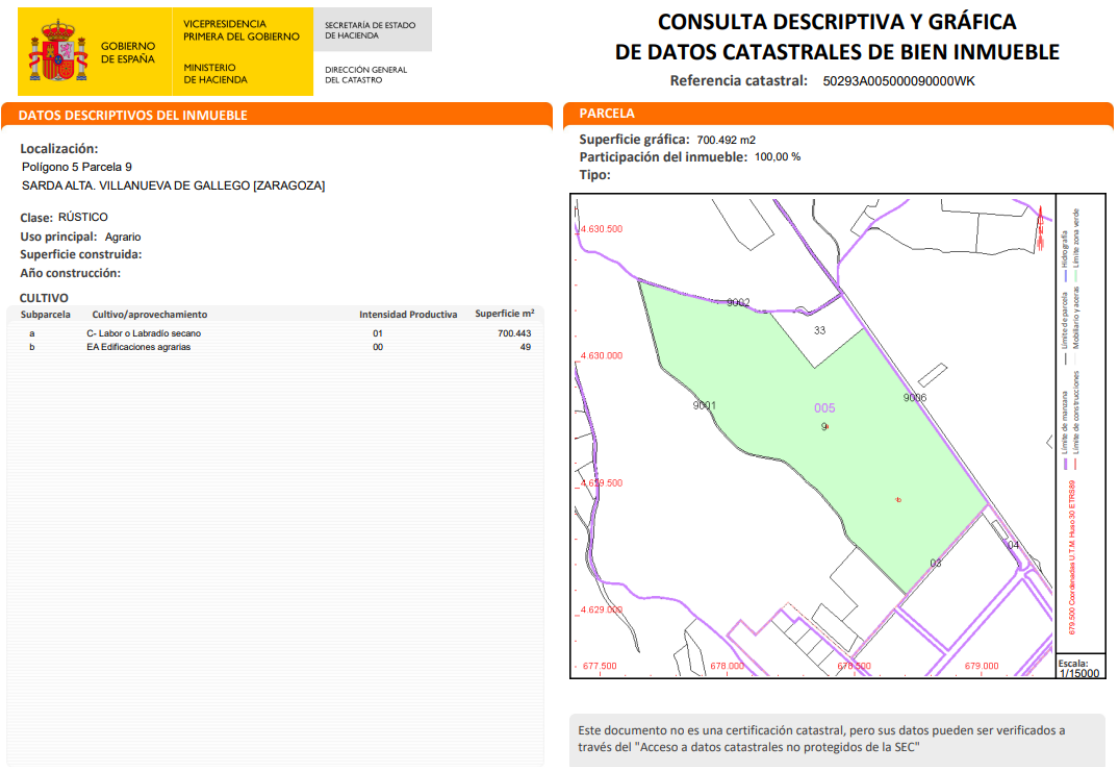 GOBIERNO
DE ESPAÑA
VICEPRESIDENCIA
PRIMERA DEL GOBIERNO
MINISTERIO
DE HACIENDA
SECRETARÍA DE ESTADO
DE HACIENDA
DIRECCIÓN GENERAL
DEL CATASTRO
CONSULTA DESCRIPTIVA Y GRÁFICA
DE DATOS CATASTRALES DE BIEN INMUEBLE
Referencia catastral: 50293A005000090000WK
DATOS DESCRIPTIVOS DEL INMUEBLE
Localización:
Polígono 5 Parcela 9
SARDA ALTA. VILLANUEVA DE GALLEGO [ZARAGOZA]
Clase: RÚSTICO
Uso principal: Agrario
Superficie construida:
Año construcción:
CULTIVO
Subparcela Cultivo/aprovechamiento Intensidad Productiva Superficie m²
a C- Labor o Labradío secano 01 700.443
b EA Edificaciones agrarias 00 49
PARCELA
Superficie gráfica: 700.492 m2
Participación del inmueble: 100,00 %
Tipo:
4.630.500
9002
33
4.630.000
9001
005
9006
9
a
4.629.500
b
04
03
4.629.000
677.500 678.000 678.500 679.000
Límite de manzana Límite de parcela Hidrografía
Límite de construcciones Mobiliario y aceras Límite zona verde
679.500 Coordenadas U.T.M. Huso 30 ETRS89
Escala:
1/15000
Este documento no es una certificación catastral, pero sus datos pueden ser verificados a
través del "Acceso a datos catastrales no protegidos de la SEC"